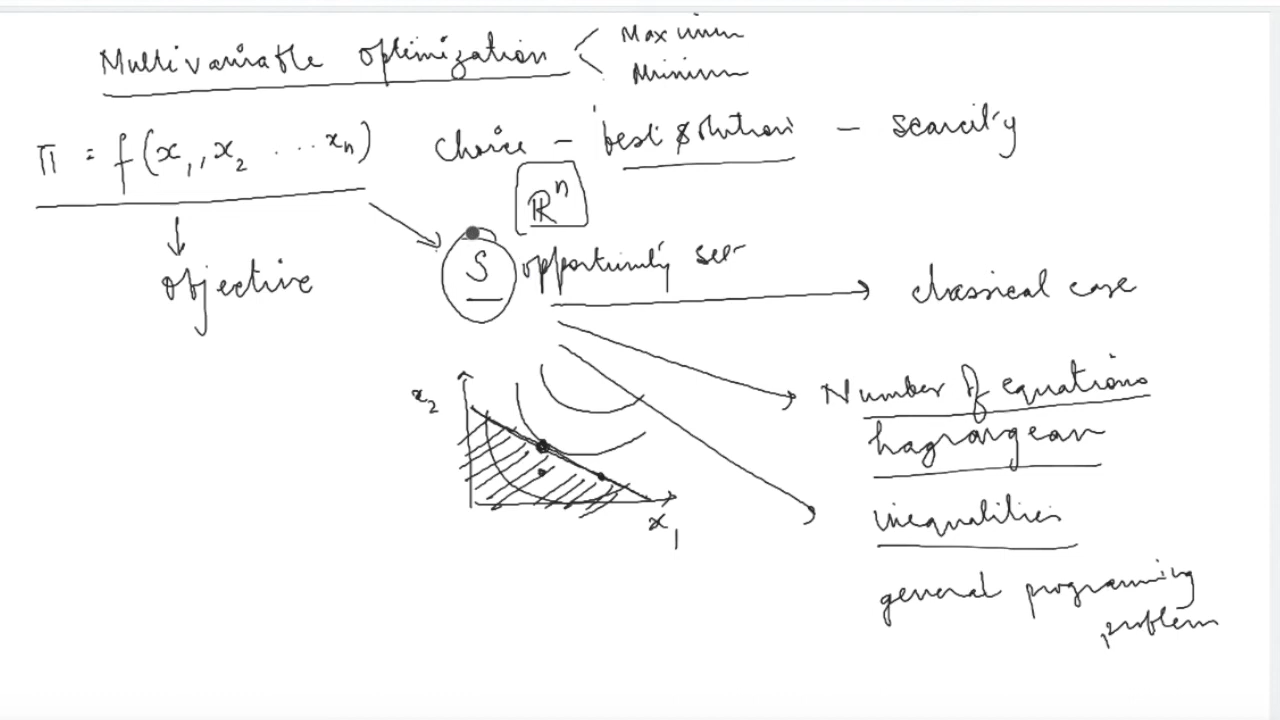 Multivariable optimization
Maximum
Minimum
Π = f(x₁, x₂ ... xₙ)
choice - best solution - scarcity
ℝⁿ
S opportunity set
objective
classical case
Number of equations
Lagrangean
inequalities
general programming
problem
x₂
x₁